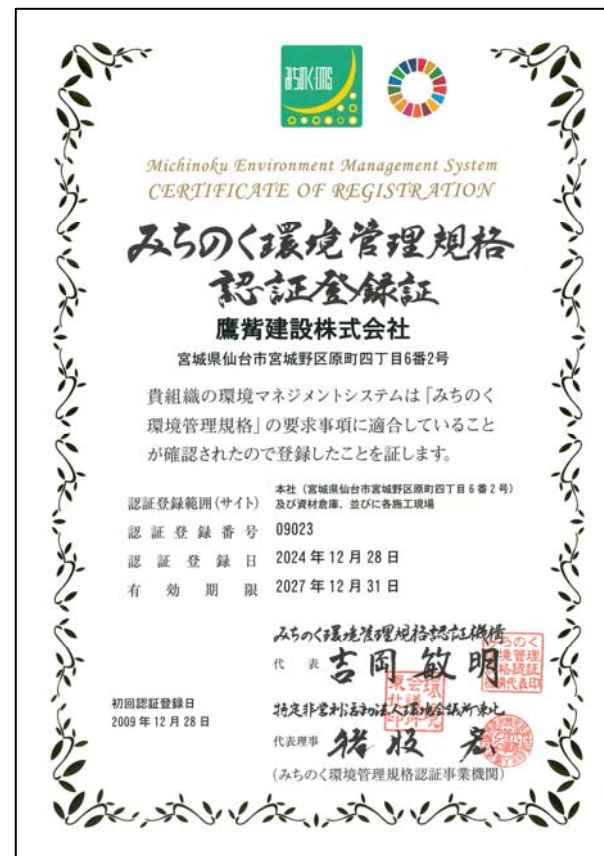 みちのくEMS
Michinoku Environment Management System
CERTIFICATE OF REGISTRATION
みちのく環境管理規格
認証登録証
鷹觜建設株式会社
宮城県仙台市宮城野区原町四丁目6番2号
貴組織の環境マネジメントシステムは「みちのく
環境管理規格」の要求事項に適合していること
が確認されたので登録したことを証します。
認証登録範囲(サイト) 本社(宮城県仙台市宮城野区原町四丁目6番2号)
及び資材倉庫、並びに各施工現場
認証登録番号 09023
認証登録日 2024年12月28日
有効期限 2027年12月31日
みちのく環境管理規格認証機構
代表 吉岡敏明
初回認証登録日
2009年12月28日
特定非営利活動法人環境会議所東北
代表理事
(みちのく環境管理規格認証事業機関)